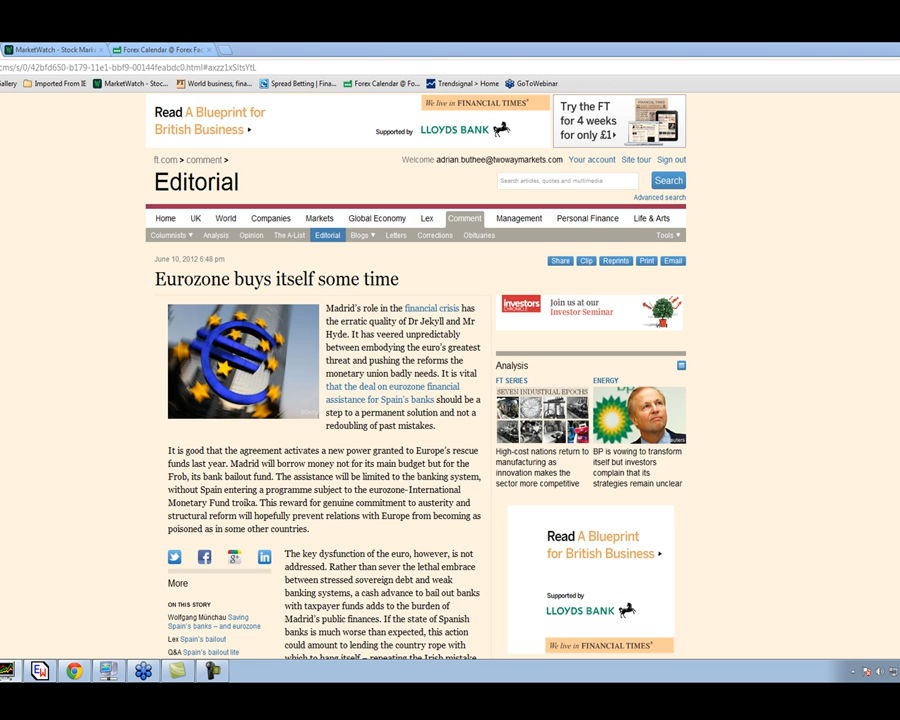 MarketWatch - Stock Mark
Forex Calendar @ Forex Fa
cms/s/0/42bfd650-b179-11e1-bbf9-00144feabdc0.html#axzz1xSltsYtL
allery
Imported From IE
MarketWatch - Stoc...
World business, fina...
Spread Betting | Fina...
Forex Calendar @ Fo...
Trendsignal > Home
GoToWebinar
Read A Blueprint for
British Business
Supported by
LLOYDS BANK
We live in FINANCIAL TIMES®
Try the FT
for 4 weeks
for only £1
ft.com > comment >
Welcome adrian.buthee@twowaymarkets.com Your account Site tour Sign out
Editorial
Search articles, quotes and multimedia
Search
Advanced search
Home UK World Companies Markets Global Economy Lex Comment Management Personal Finance Life & Arts
Columnists Analysis Opinion The A-List Editorial Blogs Letters Corrections Obituaries Tools
June 10, 2012 6:48 pm
Share Clip Reprints Print Email
Eurozone buys itself some time
Madrid's role in the financial crisis has
the erratic quality of Dr Jekyll and Mr
Hyde. It has veered unpredictably
between embodying the euro's greatest
threat and pushing the reforms the
monetary union badly needs. It is vital
that the deal on eurozone financial
assistance for Spain's banks should be a
step to a permanent solution and not a
redoubling of past mistakes.
It is good that the agreement activates a new power granted to Europe's rescue
funds last year. Madrid will borrow money not for its main budget but for the
Frob, its bank bailout fund. The assistance will be limited to the banking system,
without Spain entering a programme subject to the eurozone-International
Monetary Fund troika. This reward for genuine commitment to austerity and
structural reform will hopefully prevent relations with Europe from becoming as
poisoned as in some other countries.
The key dysfunction of the euro, however, is not
addressed. Rather than sever the lethal embrace
between stressed sovereign debt and weak
banking systems, a cash advance to bail out banks
with taxpayer funds adds to the burden of
Madrid's public finances. If the state of Spanish
banks is much worse than expected, this action
could amount to lending the country rope with
which to hang itself – repeating the Irish mistake
More
ON THIS STORY
Wolfgang Münchau Saving
Spain's banks – and eurozone
Lex Spain's bailout
Q&A Spain's bailout lite
INVESTORS
CHRONICLE
Join us at our
Investor Seminar
Analysis
FT SERIES
SEVEN INDUSTRIAL EPOCHS
High-cost nations return to
manufacturing as
innovation makes the
sector more competitive
ENERGY
bp
Reuters
BP is vowing to transform
itself but investors
complain that its
strategies remain unclear
Read A Blueprint
for British Business
Supported by
LLOYDS BANK
We live in FINANCIAL TIMES®